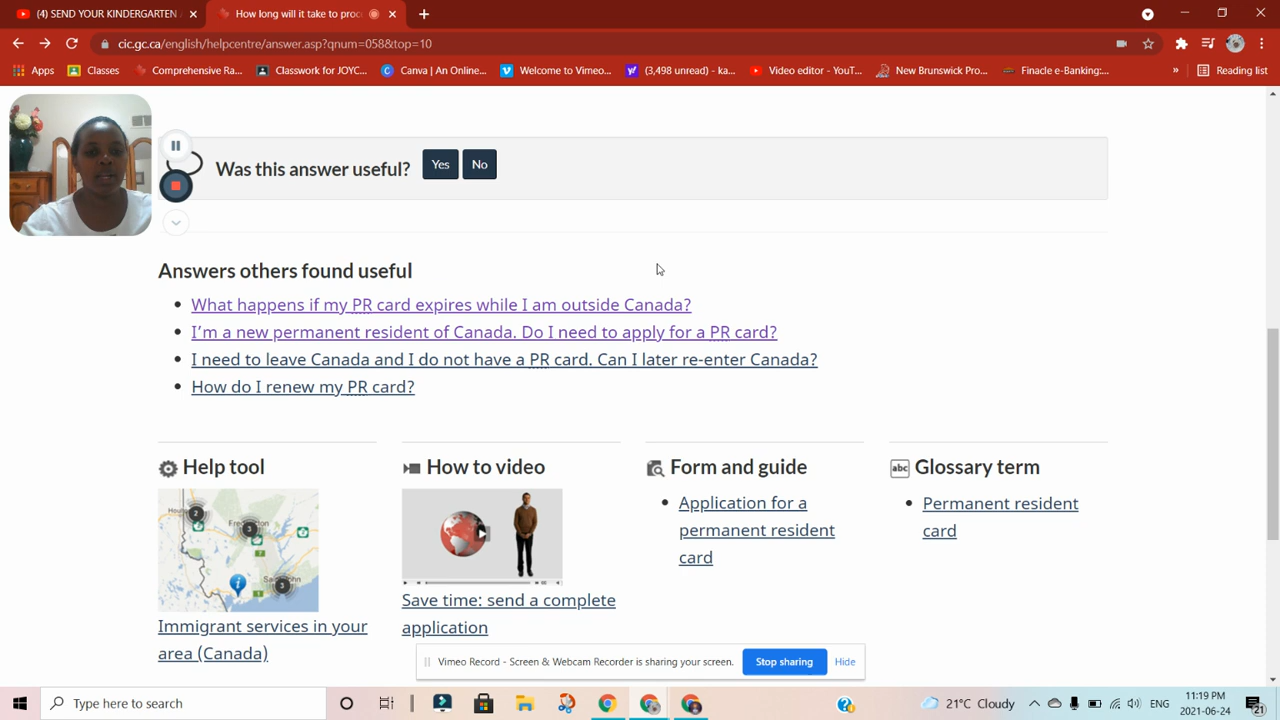 (4) SEND YOUR KINDERGARTEN
How long will it take to proc
cic.gc.ca/english/helpcentre/answer.asp?qnum=058&top=10
Apps
Classes
Comprehensive Ra...
Classwork for JOYC...
Canva | An Online...
Welcome to Vimeo...
(3,498 unread) - ka...
Video editor - YouT...
New Brunswick Pro...
Finacle e-Banking:...
»
Reading list
Was this answer useful?
Yes
No
Answers others found useful
What happens if my PR card expires while I am outside Canada?
I'm a new permanent resident of Canada. Do I need to apply for a PR card?
I need to leave Canada and I do not have a PR card. Can I later re-enter Canada?
How do I renew my PR card?
Help tool
Immigrant services in your
area (Canada)
How to video
Save time: send a complete
application
Form and guide
Application for a
permanent resident
card
abc
Glossary term
Permanent resident
card
2
3
3
Vimeo Record - Screen & Webcam Recorder is sharing your screen.
Stop sharing
Hide
Type here to search
21°C Cloudy
ENG
11:19 PM
2021-06-24
21